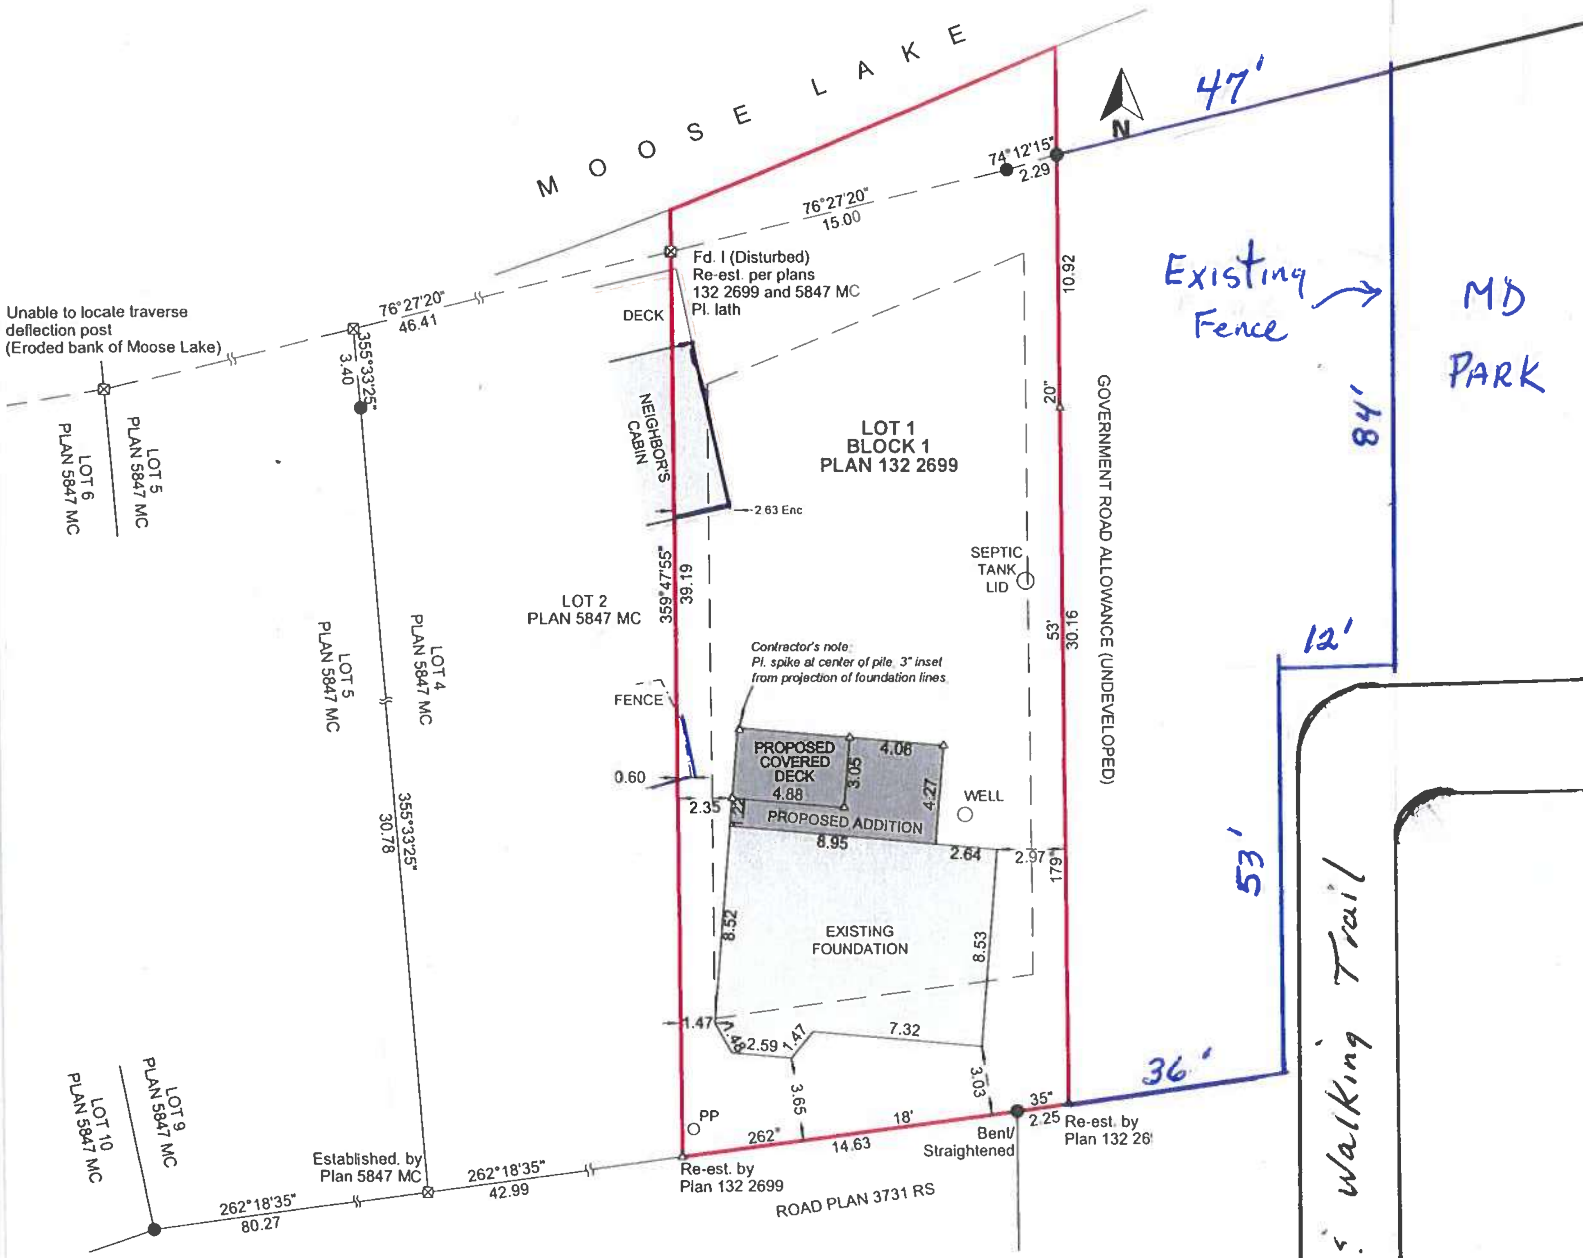 MOOSE LAKE
N
47'
74°12'15"
2.29
76°27'20"
15.00
Fd. I (Disturbed)
Re-est. per plans
132 2699 and 5847 MC
Pl. lath
DECK
10.92
Existing
Fence
MD
PARK
Unable to locate traverse
deflection post
(Eroded bank of Moose Lake)
76°27'20"
46.41
355°33'25"
3.40
NEIGHBOR'S
CABIN
LOT 1
BLOCK 1
PLAN 132 2699
20"
GOVERNMENT ROAD ALLOWANCE (UNDEVELOPED)
84'
LOT 6
PLAN 5847 MC
LOT 5
PLAN 5847 MC
2.63 Enc
SEPTIC
TANK
LID
359°47'55"
39.19
LOT 2
PLAN 5847 MC
53'
30.16
12'
LOT 5
PLAN 5847 MC
LOT 4
PLAN 5847 MC
Contractor's note:
Pl. spike at center of pile, 3" inset
from projection of foundation lines
FENCE
PROPOSED
COVERED
DECK
4.88
3.05
4.06
4.27
0.60
2.35
1.22
PROPOSED ADDITION
WELL
8.95
2.64
2.97
179°
355°33'25"
30.78
53'
8.52
EXISTING
FOUNDATION
8.53
Walking Trail
1.47
1.48
2.59
1.47
7.32
3.65
3.03
36'
PP
262°
18'
14.63
35"
2.25
Bent/
Straightened
Re-est. by
Plan 132 26
LOT 10
PLAN 5847 MC
LOT 9
PLAN 5847 MC
Established. by
Plan 5847 MC
262°18'35"
42.99
Re-est. by
Plan 132 2699
ROAD PLAN 3731 RS
262°18'35"
80.27